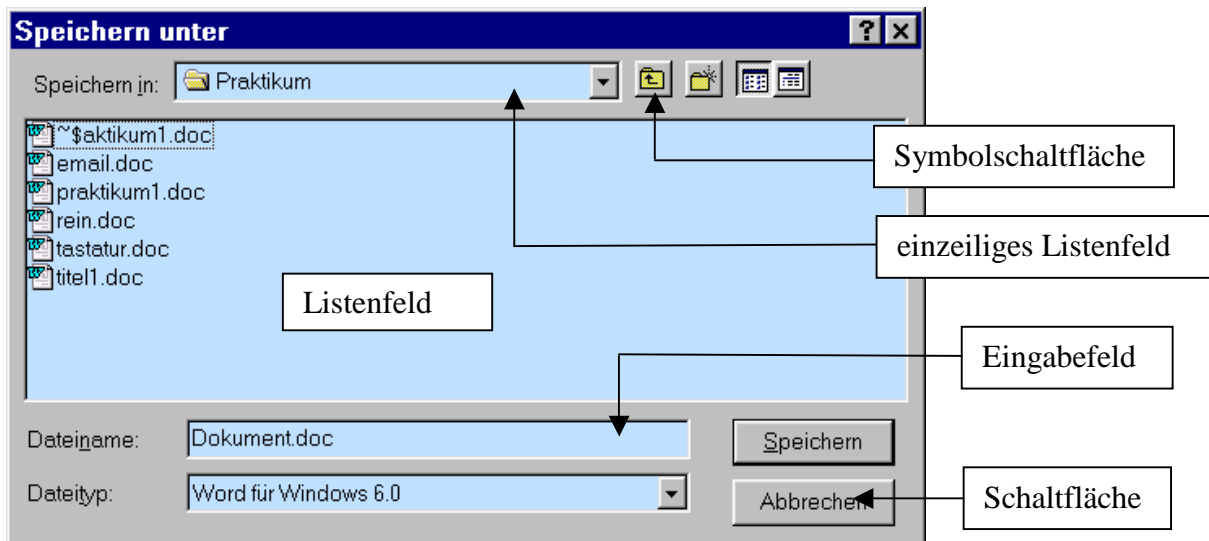 Speichern unter
Speichern in: Praktikum
~$aktikum1.doc
email.doc
praktikum1.doc
rein.doc
tastatur.doc
titel1.doc
Symbolschaltfläche
einzeiliges Listenfeld
Listenfeld
Eingabefeld
Dateiname: Dokument.doc Speichern
Dateityp: Word für Windows 6.0 Abbrechen
Schaltfläche